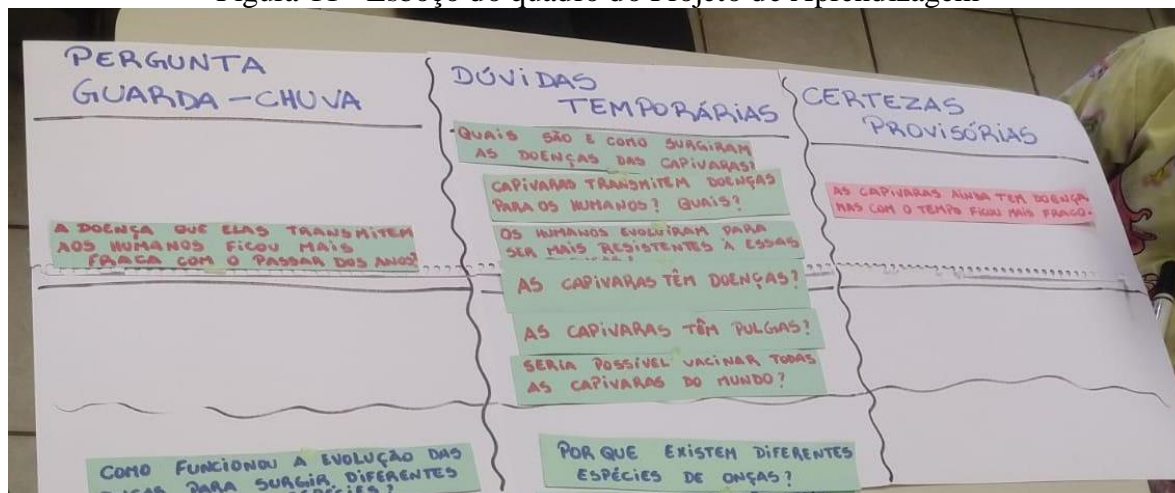 Figura 11 - Esboço do quadro do Projeto de Aprendizagem
PERGUNTA
GUARDA-CHUVA
A DOENÇA QUE ELAS TRANSMITEM
AOS HUMANOS FICOU MAIS
FRACA COM O PASSAR DOS ANOS?
COMO FUNCIONOU A EVOLUÇÃO DAS
PARA SURGIR DIFERENTES
ESPÉCIES?
DÚVIDAS
TEMPORÁRIAS
QUAIS SÃO E COMO SURGIRAM
AS DOENÇAS DAS CAPIVARAS?
CAPIVARAS TRANSMITEM DOENÇAS
PARA OS HUMANOS? QUAIS?
OS HUMANOS EVOLUIRAM PARA
SER MAIS RESISTENTES À ESSAS
AS CAPIVARAS TÊM DOENÇAS?
AS CAPIVARAS TÊM PULGAS?
SERIA POSSÍVEL VACINAR TODAS
AS CAPIVARAS DO MUNDO?
POR QUE EXISTEM DIFERENTES
ESPÉCIES DE ONÇAS?
CERTEZAS
PROVISÓRIAS
AS CAPIVARAS AINDA TEM DOENÇA,
MAS COM O TEMPO FICOU MAIS FRACO.